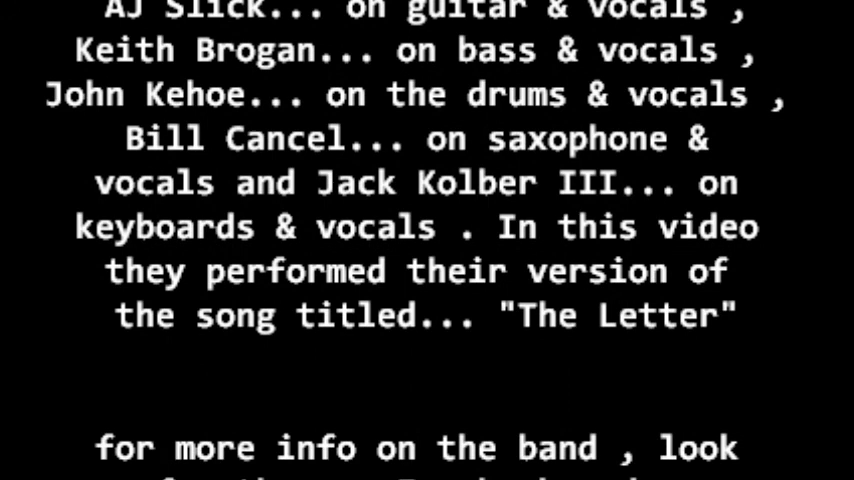 AJ Slick... on guitar & vocals ,
Keith Brogan... on bass & vocals ,
John Kehoe... on the drums & vocals ,
Bill Cancel... on saxophone &
vocals and Jack Kolber III... on
keyboards & vocals . In this video
they performed their version of
the song titled... "The Letter"
for more info on the band , look